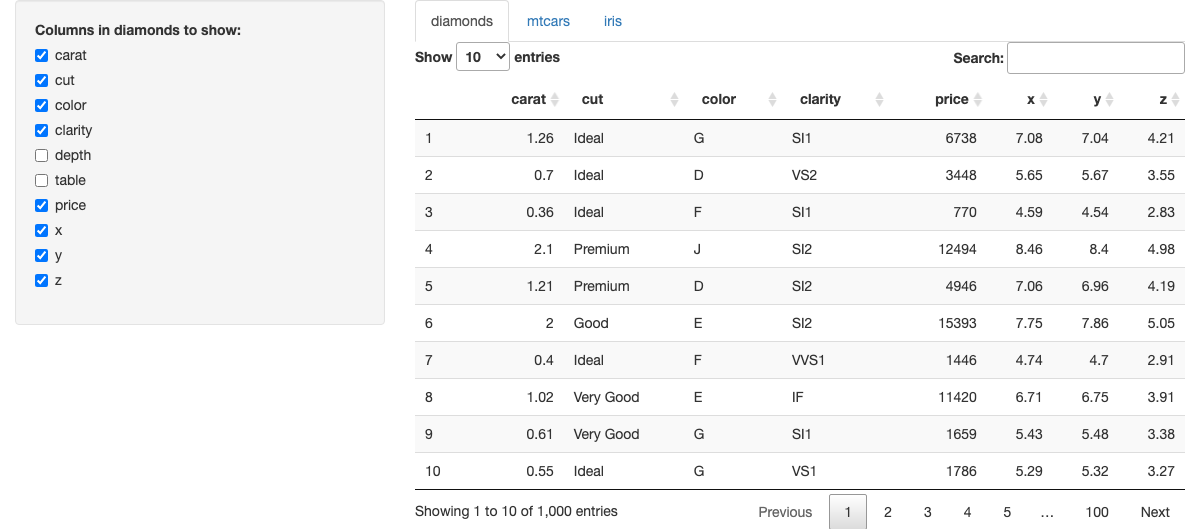 Columns in diamonds to show:
carat
cut
color
clarity
depth
table
price
x
y
z
diamonds mtcars iris
Show 10 entries Search:
carat cut color clarity price x y z
1 1.26 Ideal G SI1 6738 7.08 7.04 4.21
2 0.7 Ideal D VS2 3448 5.65 5.67 3.55
3 0.36 Ideal F SI1 770 4.59 4.54 2.83
4 2.1 Premium J SI2 12494 8.46 8.4 4.98
5 1.21 Premium D SI2 4946 7.06 6.96 4.19
6 2 Good E SI2 15393 7.75 7.86 5.05
7 0.4 Ideal F VVS1 1446 4.74 4.7 2.91
8 1.02 Very Good E IF 11420 6.71 6.75 3.91
9 0.61 Very Good G SI1 1659 5.43 5.48 3.38
10 0.55 Ideal G VS1 1786 5.29 5.32 3.27
Showing 1 to 10 of 1,000 entries Previous 1 2 3 4 5 … 100 Next